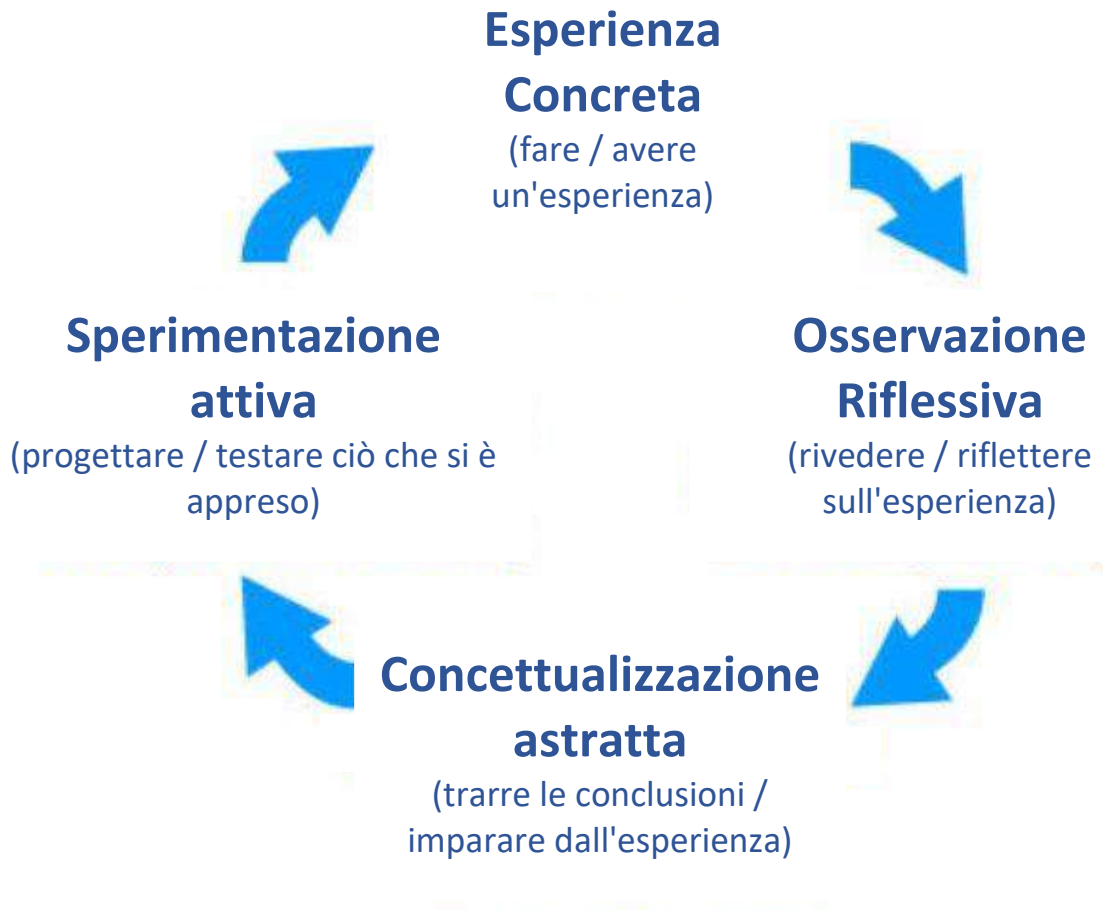 Esperienza
Concreta
(fare / avere
un'esperienza)
Sperimentazione
attiva
(progettare / testare ciò che si è
appreso)
Osservazione
Riflessiva
(rivedere / riflettere
sull'esperienza)
Concettualizzazione
astratta
(trarre le conclusioni /
imparare dall'esperienza)